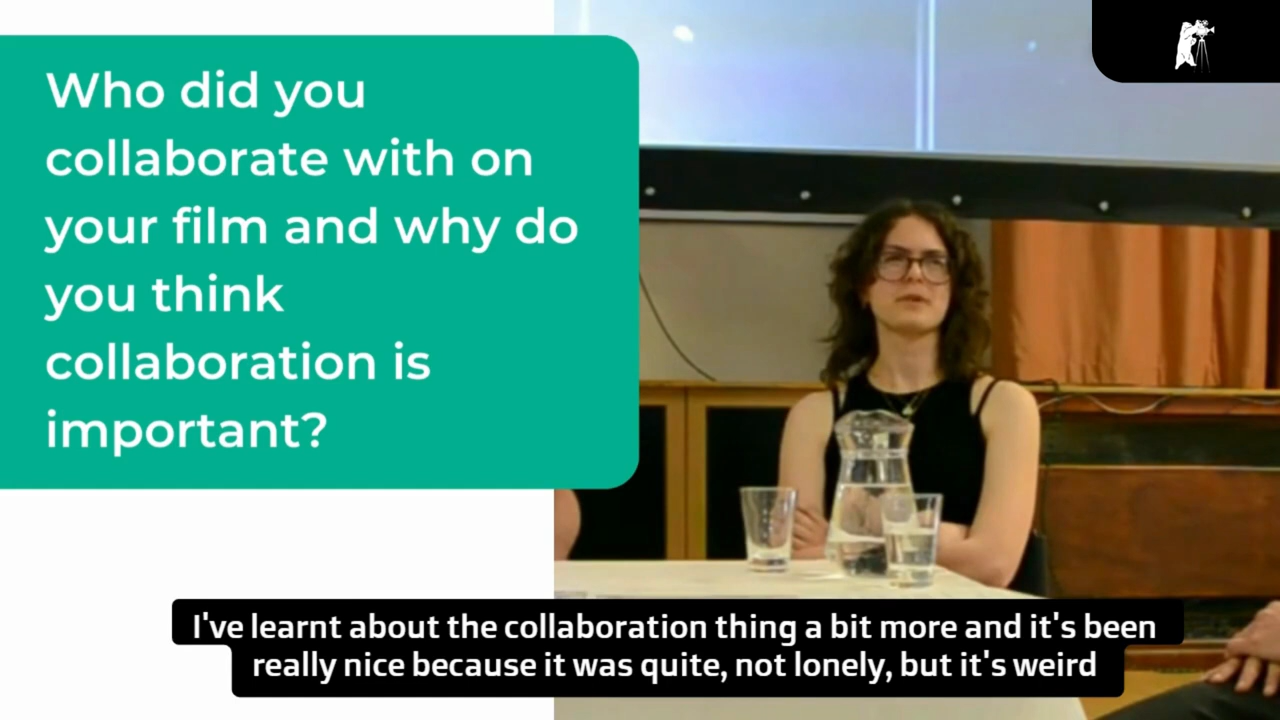 Who did you
collaborate with on
your film and why do
you think
collaboration is
important?
I've learnt about the collaboration thing a bit more and it's been
really nice because it was quite, not lonely, but it's weird